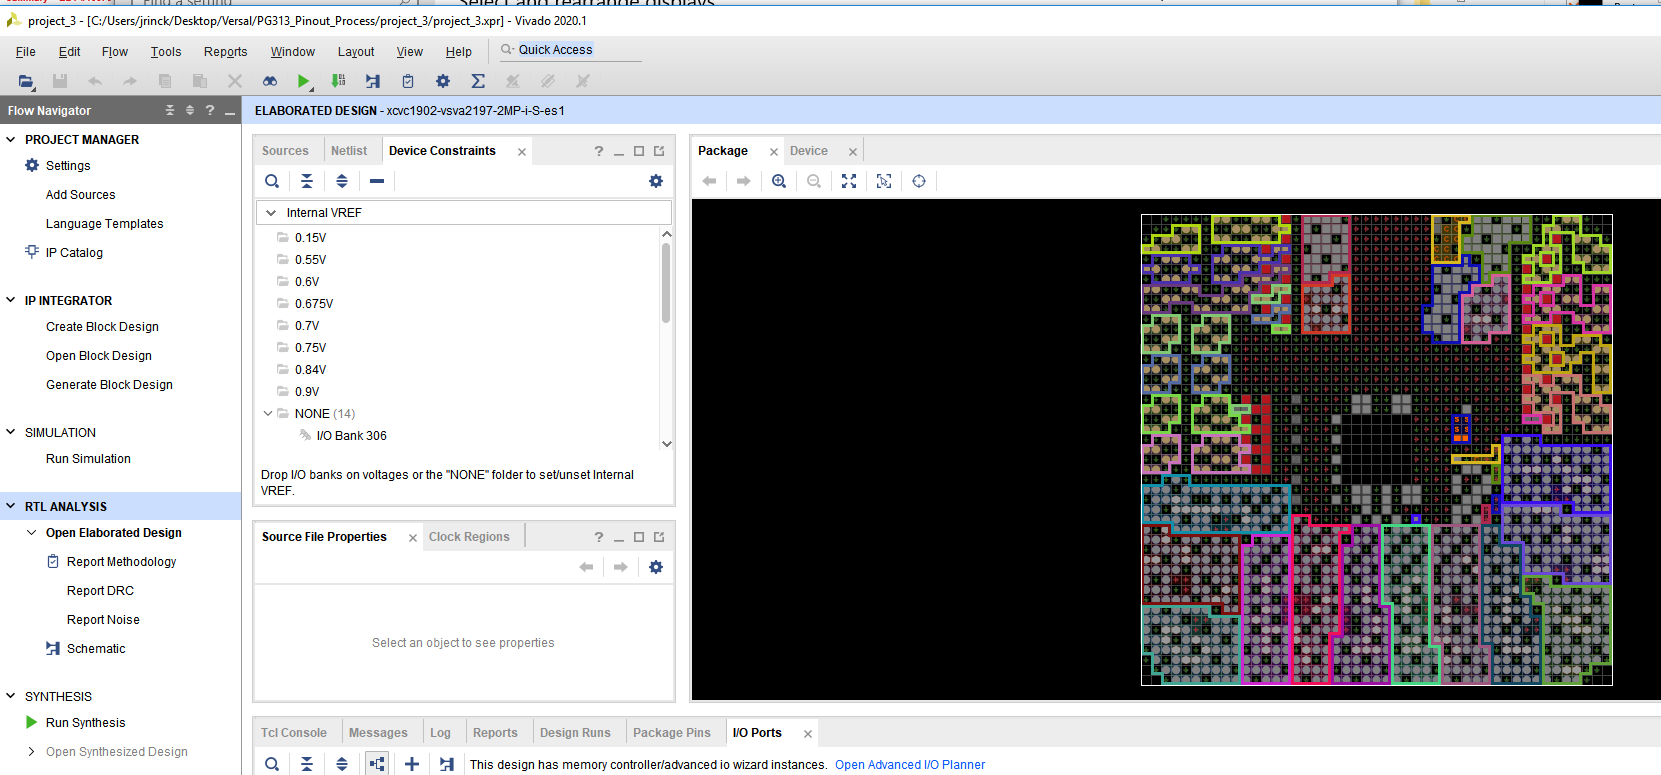 Find a setting
Select and rearrange displays
project_3 - [C:/Users/jrinck/Desktop/Versal/PG313_Pinout_Process/project_3/project_3.xpr] - Vivado 2020.1
File Edit Flow Tools Reports Window Layout View Help Quick Access
Flow Navigator
ELABORATED DESIGN - xcvc1902-vsva2197-2MP-i-S-es1
PROJECT MANAGER
Settings
Add Sources
Language Templates
IP Catalog
IP INTEGRATOR
Create Block Design
Open Block Design
Generate Block Design
SIMULATION
Run Simulation
RTL ANALYSIS
Open Elaborated Design
Report Methodology
Report DRC
Report Noise
Schematic
SYNTHESIS
Run Synthesis
Open Synthesized Design
Sources Netlist Device Constraints
Internal VREF
0.15V
0.55V
0.6V
0.675V
0.7V
0.75V
0.84V
0.9V
NONE (14)
I/O Bank 306
Drop I/O banks on voltages or the "NONE" folder to set/unset Internal
VREF.
Source File Properties Clock Regions
Select an object to see properties
Package Device
Tcl Console Messages Log Reports Design Runs Package Pins I/O Ports
This design has memory controller/advanced io wizard instances. Open Advanced I/O Planner